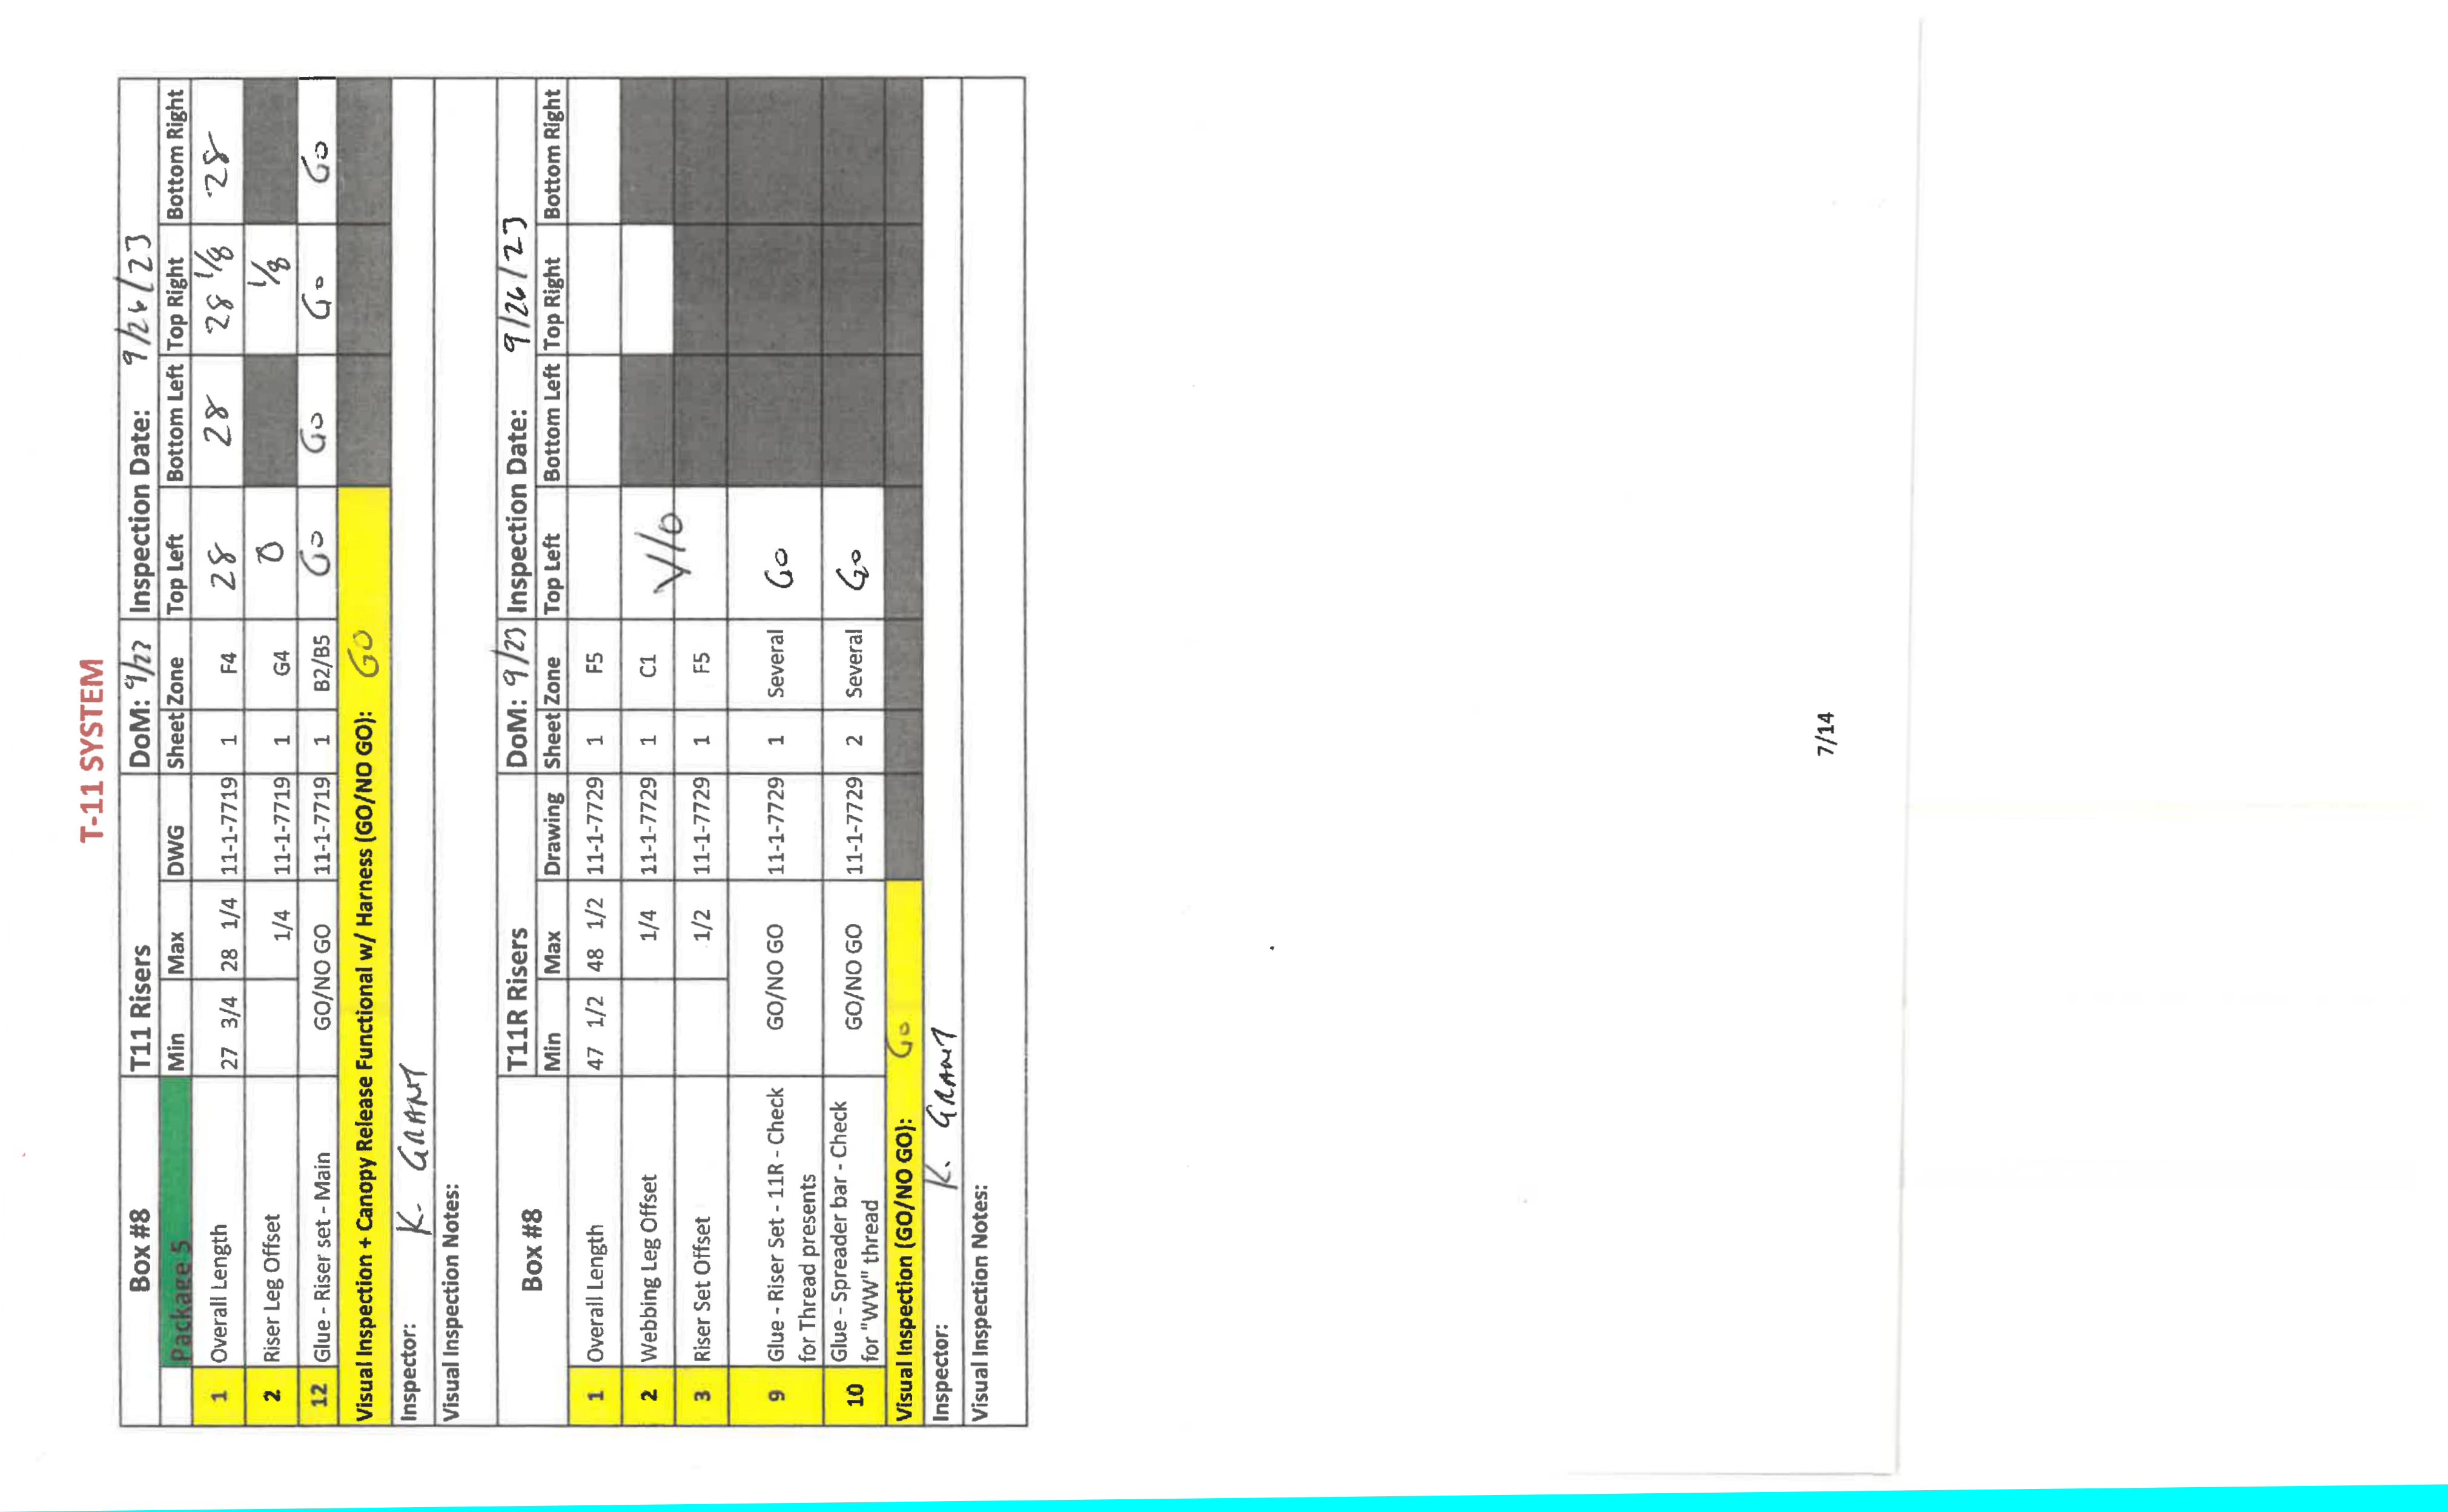 T-11 SYSTEM
Box #8 T11 Risers DoM: 9/23 Inspection Date: 9/26/23
Package 5 Min Max DWG Sheet Zone Top Left Bottom Left Top Right Bottom Right
1 Overall Length 27 3/4 28 1/4 11-1-7719 1 F4 28 28 28 1/8 28
2 Riser Leg Offset 1/4 11-1-7719 1 G4 0 1/8
12 Glue - Riser set - Main GO/NO GO 11-1-7719 1 B2/B5 Go Go Go Go
Visual Inspection + Canopy Release Functional w/ Harness (GO/NO GO): GO
Inspector: K. GRANT
Visual Inspection Notes:
Box #8 T11R Risers DoM: 9/23 Inspection Date: 9/26/23
Min Max Drawing Sheet Zone Top Left Bottom Left Top Right Bottom Right
1 Overall Length 47 1/2 48 1/2 11-1-7729 1 F5
2 Webbing Leg Offset 1/4 11-1-7729 1 C1
3 Riser Set Offset 1/2 11-1-7729 1 F5
9 Glue - Riser Set - 11R - Check GO/NO GO 11-1-7729 1 Several Go
for Thread presents
10 Glue - Spreader bar - Check GO/NO GO 11-1-7729 2 Several Go
for "WW" thread
Visual Inspection (GO/NO GO): Go
Inspector: K. GRANT
Visual Inspection Notes:
7/14